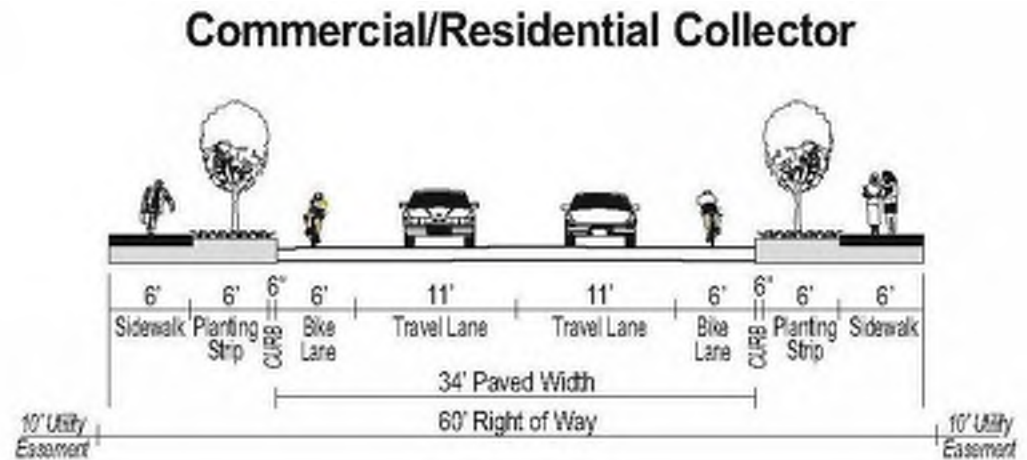 Commercial/Residential Collector
6' 6' 6" 6' 11' 11' 6' 6" 6' 6'
Sidewalk Planting Strip CURB Bike Lane Travel Lane Travel Lane Bike Lane CURB Planting Strip Sidewalk
34' Paved Width
60' Right of Way
10' Utility Easement
10' Utility Easement